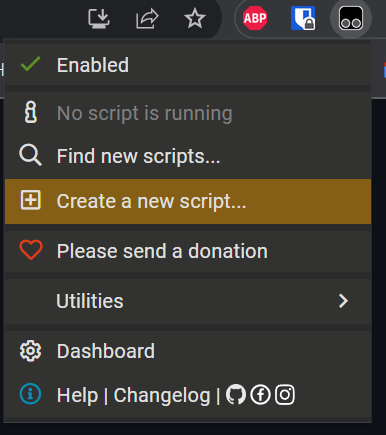 ABP
Enabled
No script is running
Find new scripts...
Create a new script...
Please send a donation
Utilities
Dashboard
Help | Changelog |